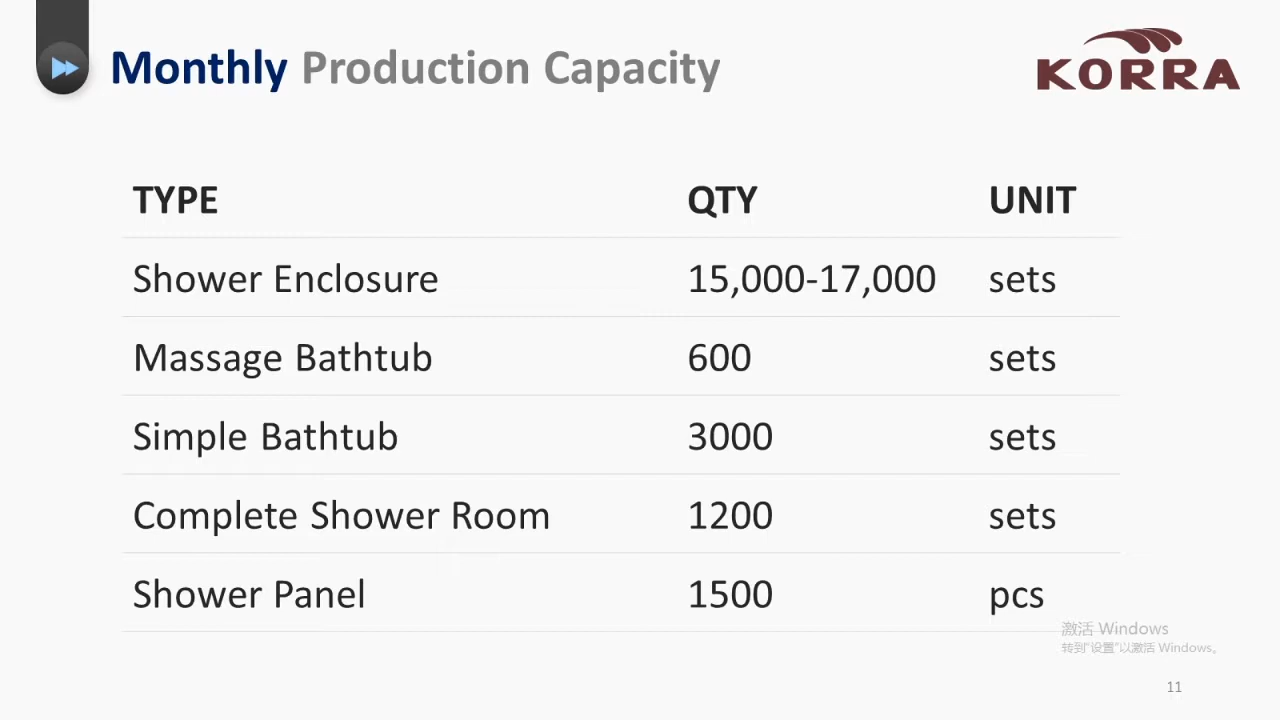 Monthly Production Capacity
KORRA
TYPE QTY UNIT
Shower Enclosure 15,000-17,000 sets
Massage Bathtub 600 sets
Simple Bathtub 3000 sets
Complete Shower Room 1200 sets
Shower Panel 1500 pcs
激活 Windows
转到"设置"以激活 Windows。
11